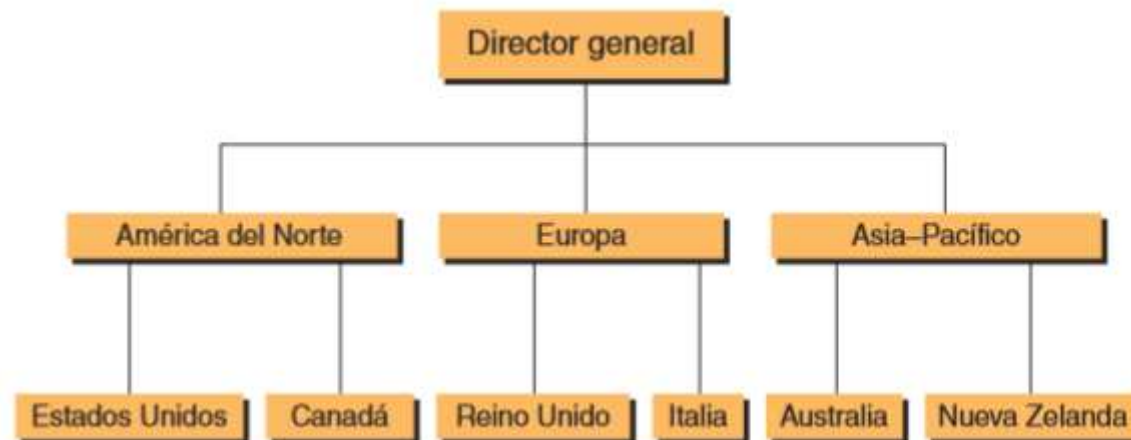 Director general
América del Norte
Europa
Asia–Pacífico
Estados Unidos
Canadá
Reino Unido
Italia
Australia
Nueva Zelanda